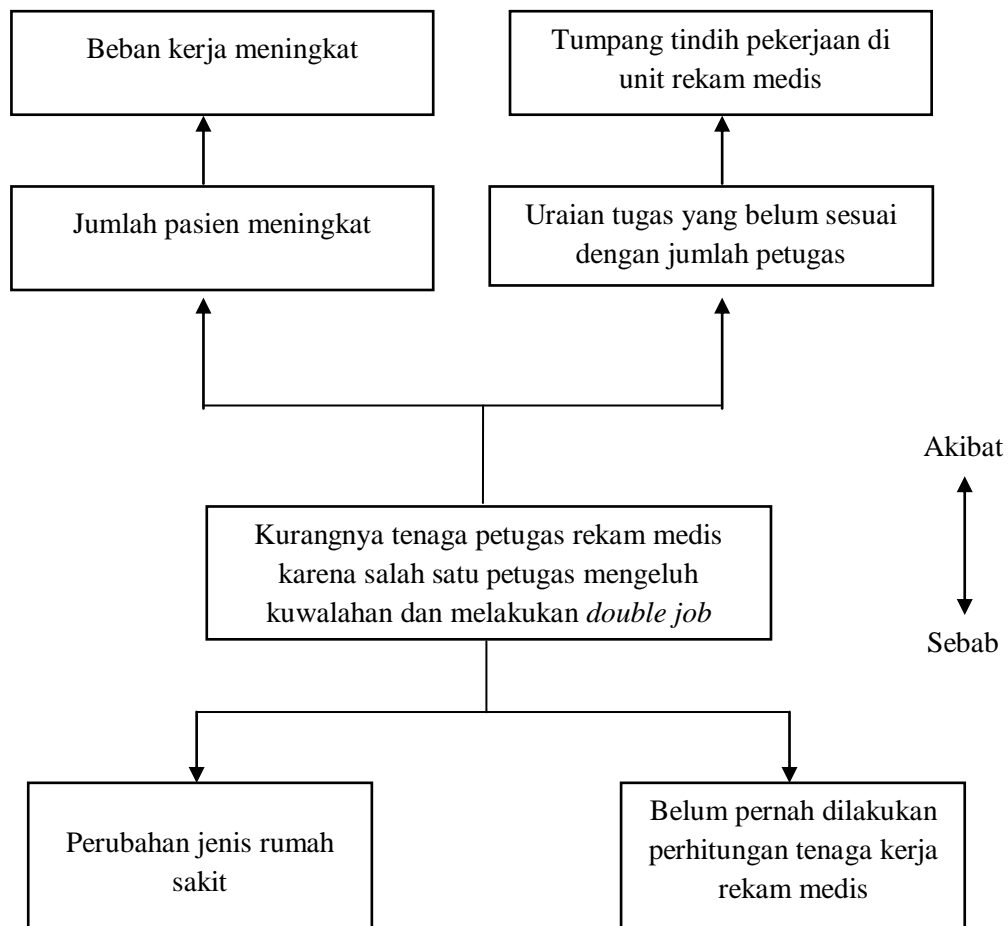 Beban kerja meningkat
Tumpang tindih pekerjaan di
unit rekam medis
Jumlah pasien meningkat
Uraian tugas yang belum sesuai
dengan jumlah petugas
Akibat
Kurangnya tenaga petugas rekam medis
karena salah satu petugas mengeluh
kuwalahan dan melakukan double job
Sebab
Perubahan jenis rumah
sakit
Belum pernah dilakukan
perhitungan tenaga kerja
rekam medis